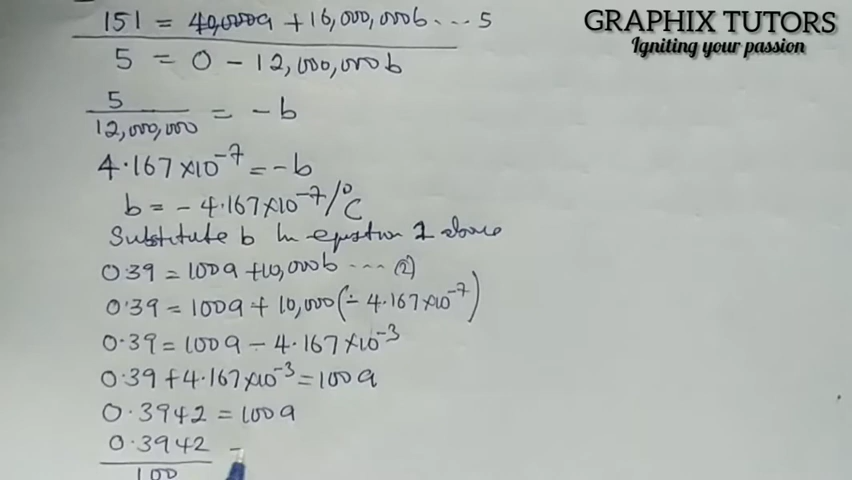 GRAPHIX TUTORS
Igniting your passion
151 = 40,000a + 16,000,000b ... 5
5 = 0 - 12,000,000b
5/12,000,000 = -b
4.167×10⁻⁷ = -b
b = - 4.167×10⁻⁷/°C
Substitute b in equation 2 above
0.39 = 100a + 10,000b ... (2)
0.39 = 100a + 10,000(- 4.167×10⁻⁷)
0.39 = 100a - 4.167×10⁻³
0.39 + 4.167×10⁻³ = 100a
0.3942 = 100a
0.3942/100 =